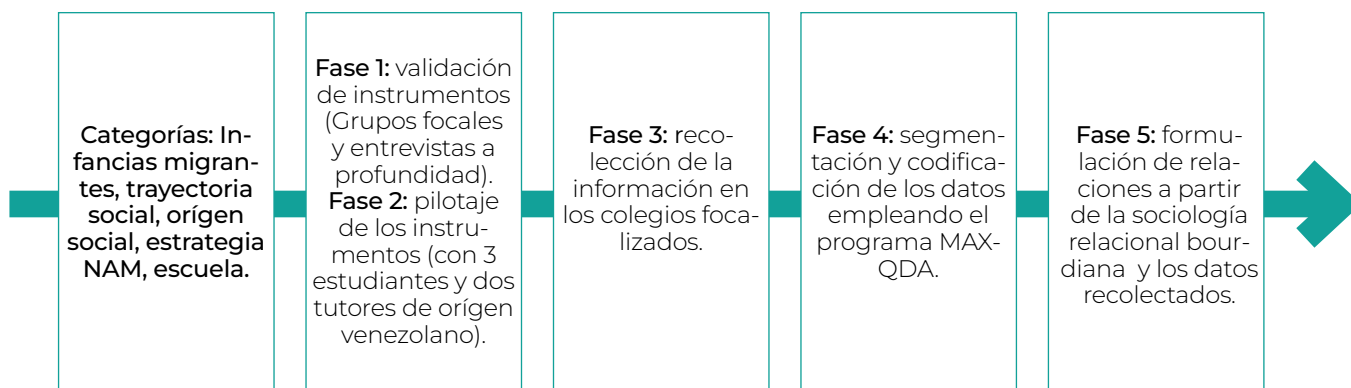 Categorías: In-
fancias migran-
tes, trayectoria
social, orígen
social, estrategia
NAM, escuela.
Fase 1: validación
de instrumentos
(Grupos focales
y entrevistas a
profundidad).
Fase 2: pilotaje
de los instru-
mentos (con 3
estudiantes y dos
tutores de orígen
venezolano).
Fase 3: reco-
lección de la
información en
los colegios foca-
lizados.
Fase 4: segmen-
tación y codifica-
ción de los datos
empleando el
programa MAX-
QDA.
Fase 5: formu-
lación de rela-
ciones a partir
de la sociología
relacional bour-
diana y los datos
recolectados.